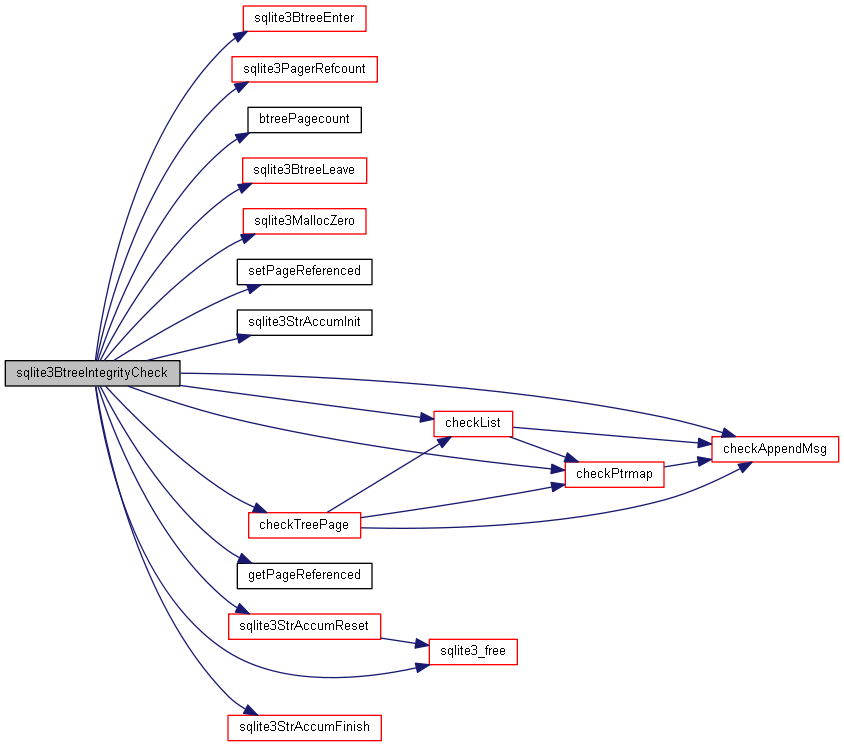 sqlite3BtreeEnter
sqlite3PagerRefcount
btreePagecount
sqlite3BtreeLeave
sqlite3MallocZero
setPageReferenced
sqlite3StrAccumInit
sqlite3BtreeIntegrityCheck
checkList
checkAppendMsg
checkPtrmap
checkTreePage
getPageReferenced
sqlite3StrAccumReset
sqlite3_free
sqlite3StrAccumFinish